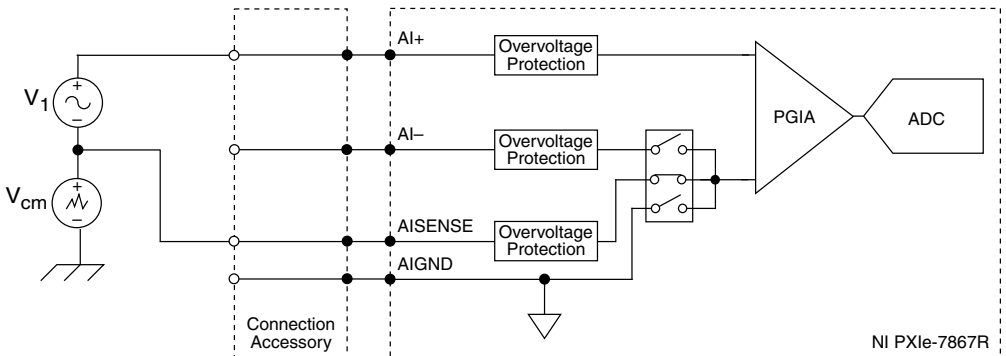 AI+
Overvoltage
Protection
+
V1
−
PGIA
ADC
AI–
Overvoltage
Protection
+
Vcm
−
AISENSE
Overvoltage
Protection
AIGND
Connection
Accessory
NI PXIe-7867R